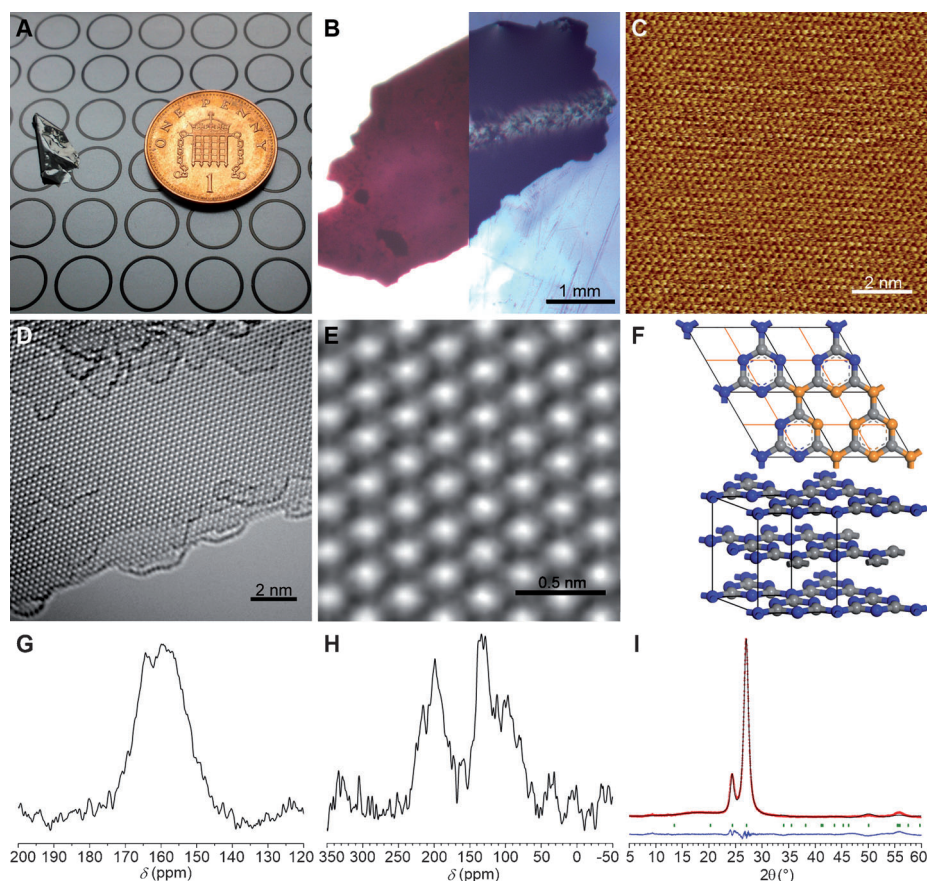 A
ONE PENNY
1
B
1 mm
C
2 nm
D
2 nm
E
0.5 nm
F
G
200 190 180 170 160 150 140 130 120
δ (ppm)
H
350 300 250 200 150 100 50 0 -50
δ (ppm)
I
5 10 15 20 25 30 35 40 45 50 55 60
2θ(°)